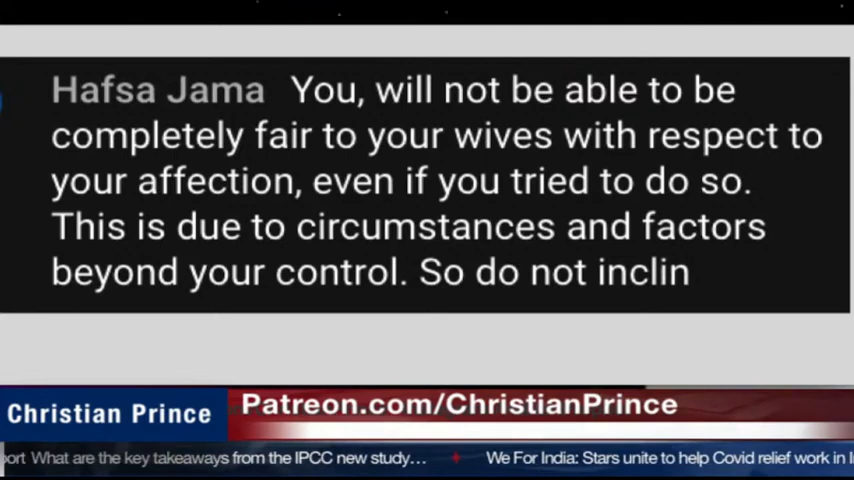 Hafsa Jama You, will not be able to be
completely fair to your wives with respect to
your affection, even if you tried to do so.
This is due to circumstances and factors
beyond your control. So do not inclin
Christian Prince
Patreon.com/ChristianPrince
ort What are the key takeaways from the IPCC new study... We For India: Stars unite to help Covid relief work in I